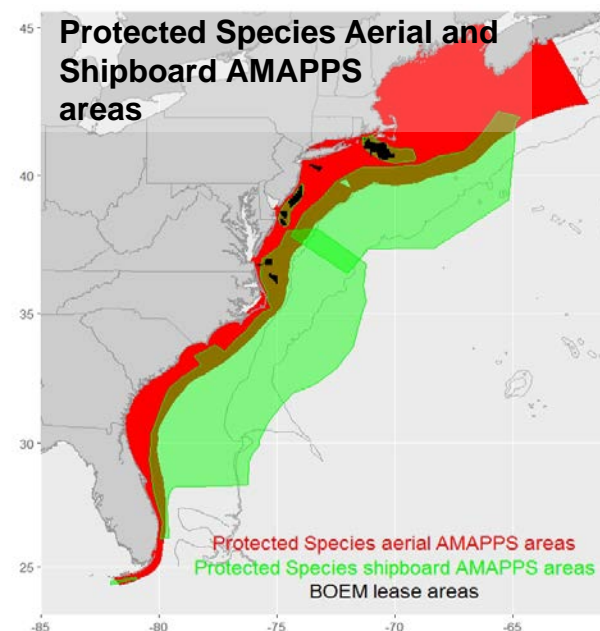 Protected Species Aerial and
Shipboard AMAPPS
areas
45
40
35
30
25
Protected Species aerial AMAPPS areas
Protected Species shipboard AMAPPS areas
BOEM lease areas
-85
-80
-75
-70
-65